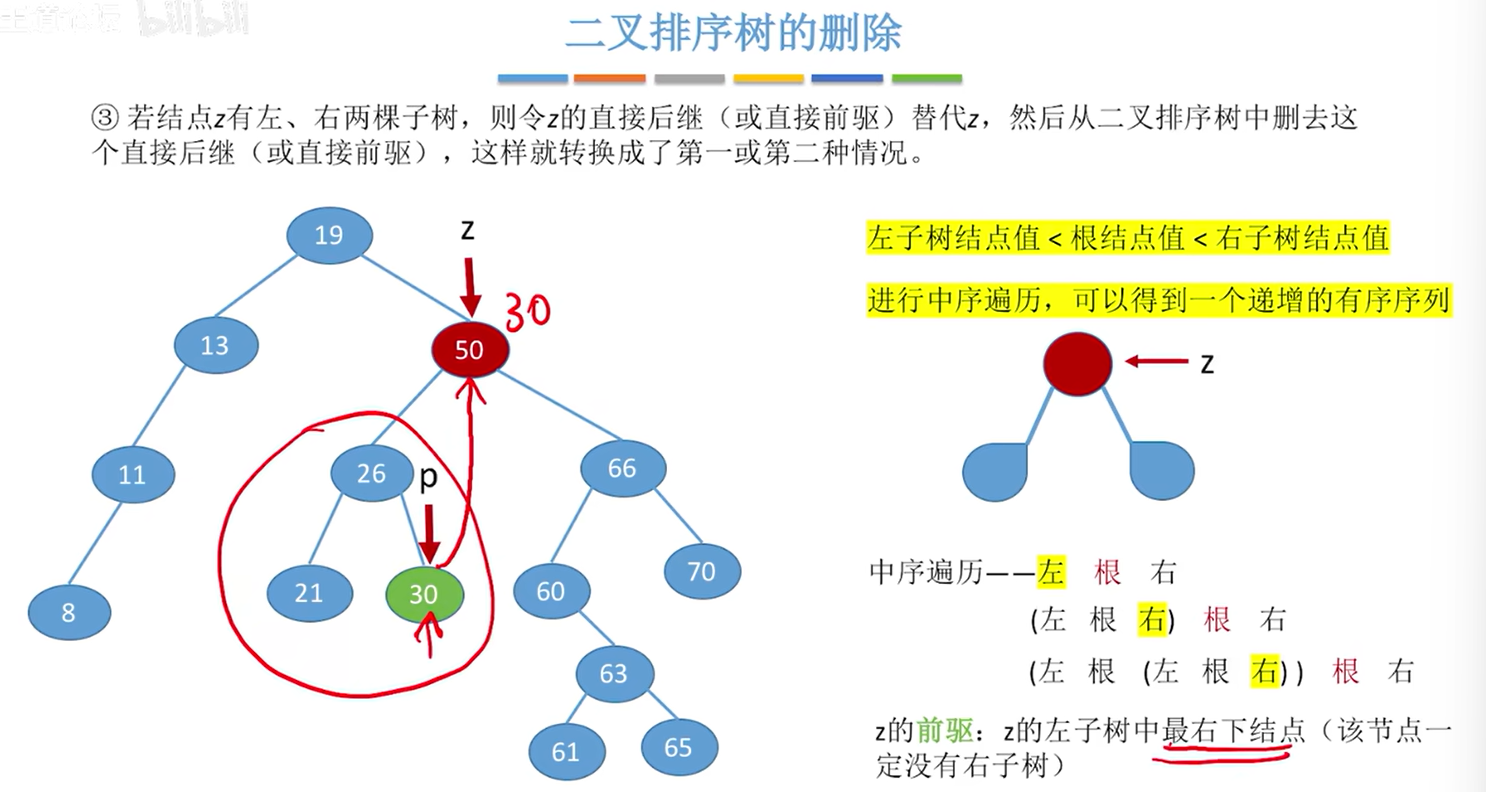 bilibili
二叉排序树的删除
③ 若结点z有左、右两棵子树，则令z的直接后继（或直接前驱）替代z，然后从二叉排序树中删去这
个直接后继（或直接前驱），这样就转换成了第一或第二种情况。
19
z
30
13
50
11
26
p
66
8
21
30
60
70
63
61
65
左子树结点值 < 根结点值 < 右子树结点值
进行中序遍历，可以得到一个递增的有序序列
z
中序遍历——左 根 右
(左 根 右) 根 右
(左 根 (左 根 右) ) 根 右
z的前驱：z的左子树中最右下结点（该节点一
定没有右子树）